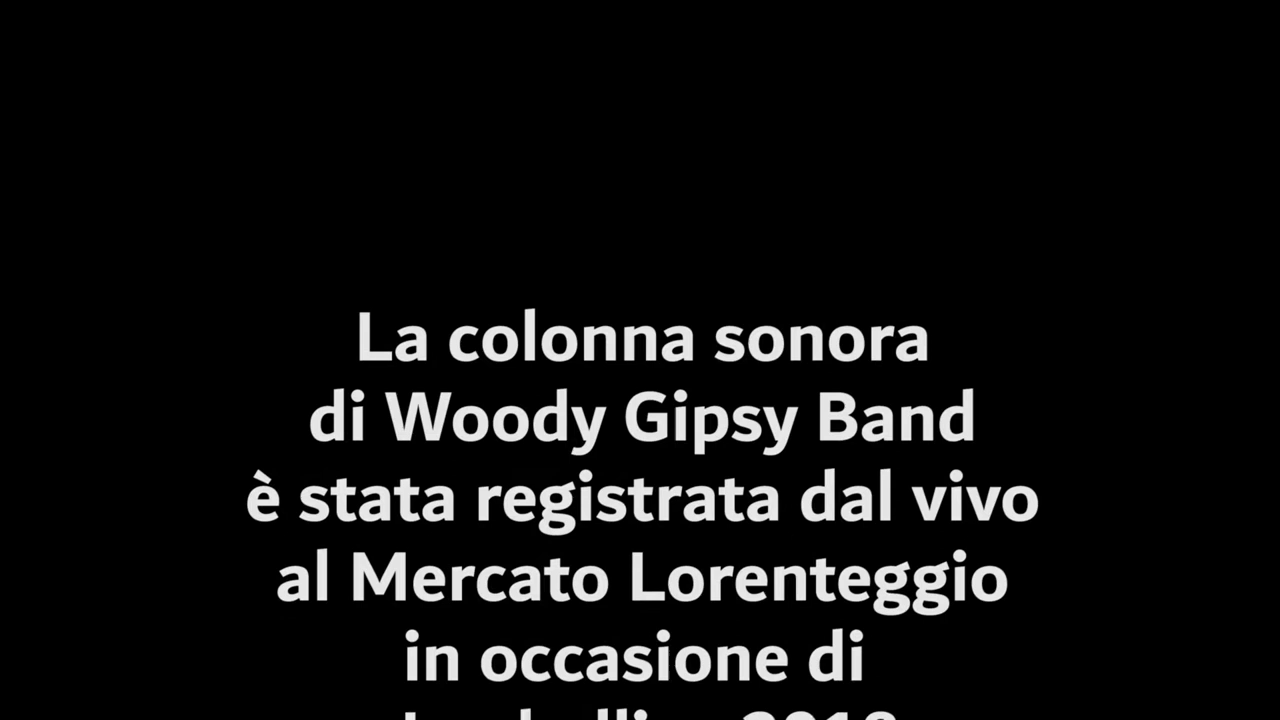 La colonna sonora
di Woody Gipsy Band
è stata registrata dal vivo
al Mercato Lorenteggio
in occasione di